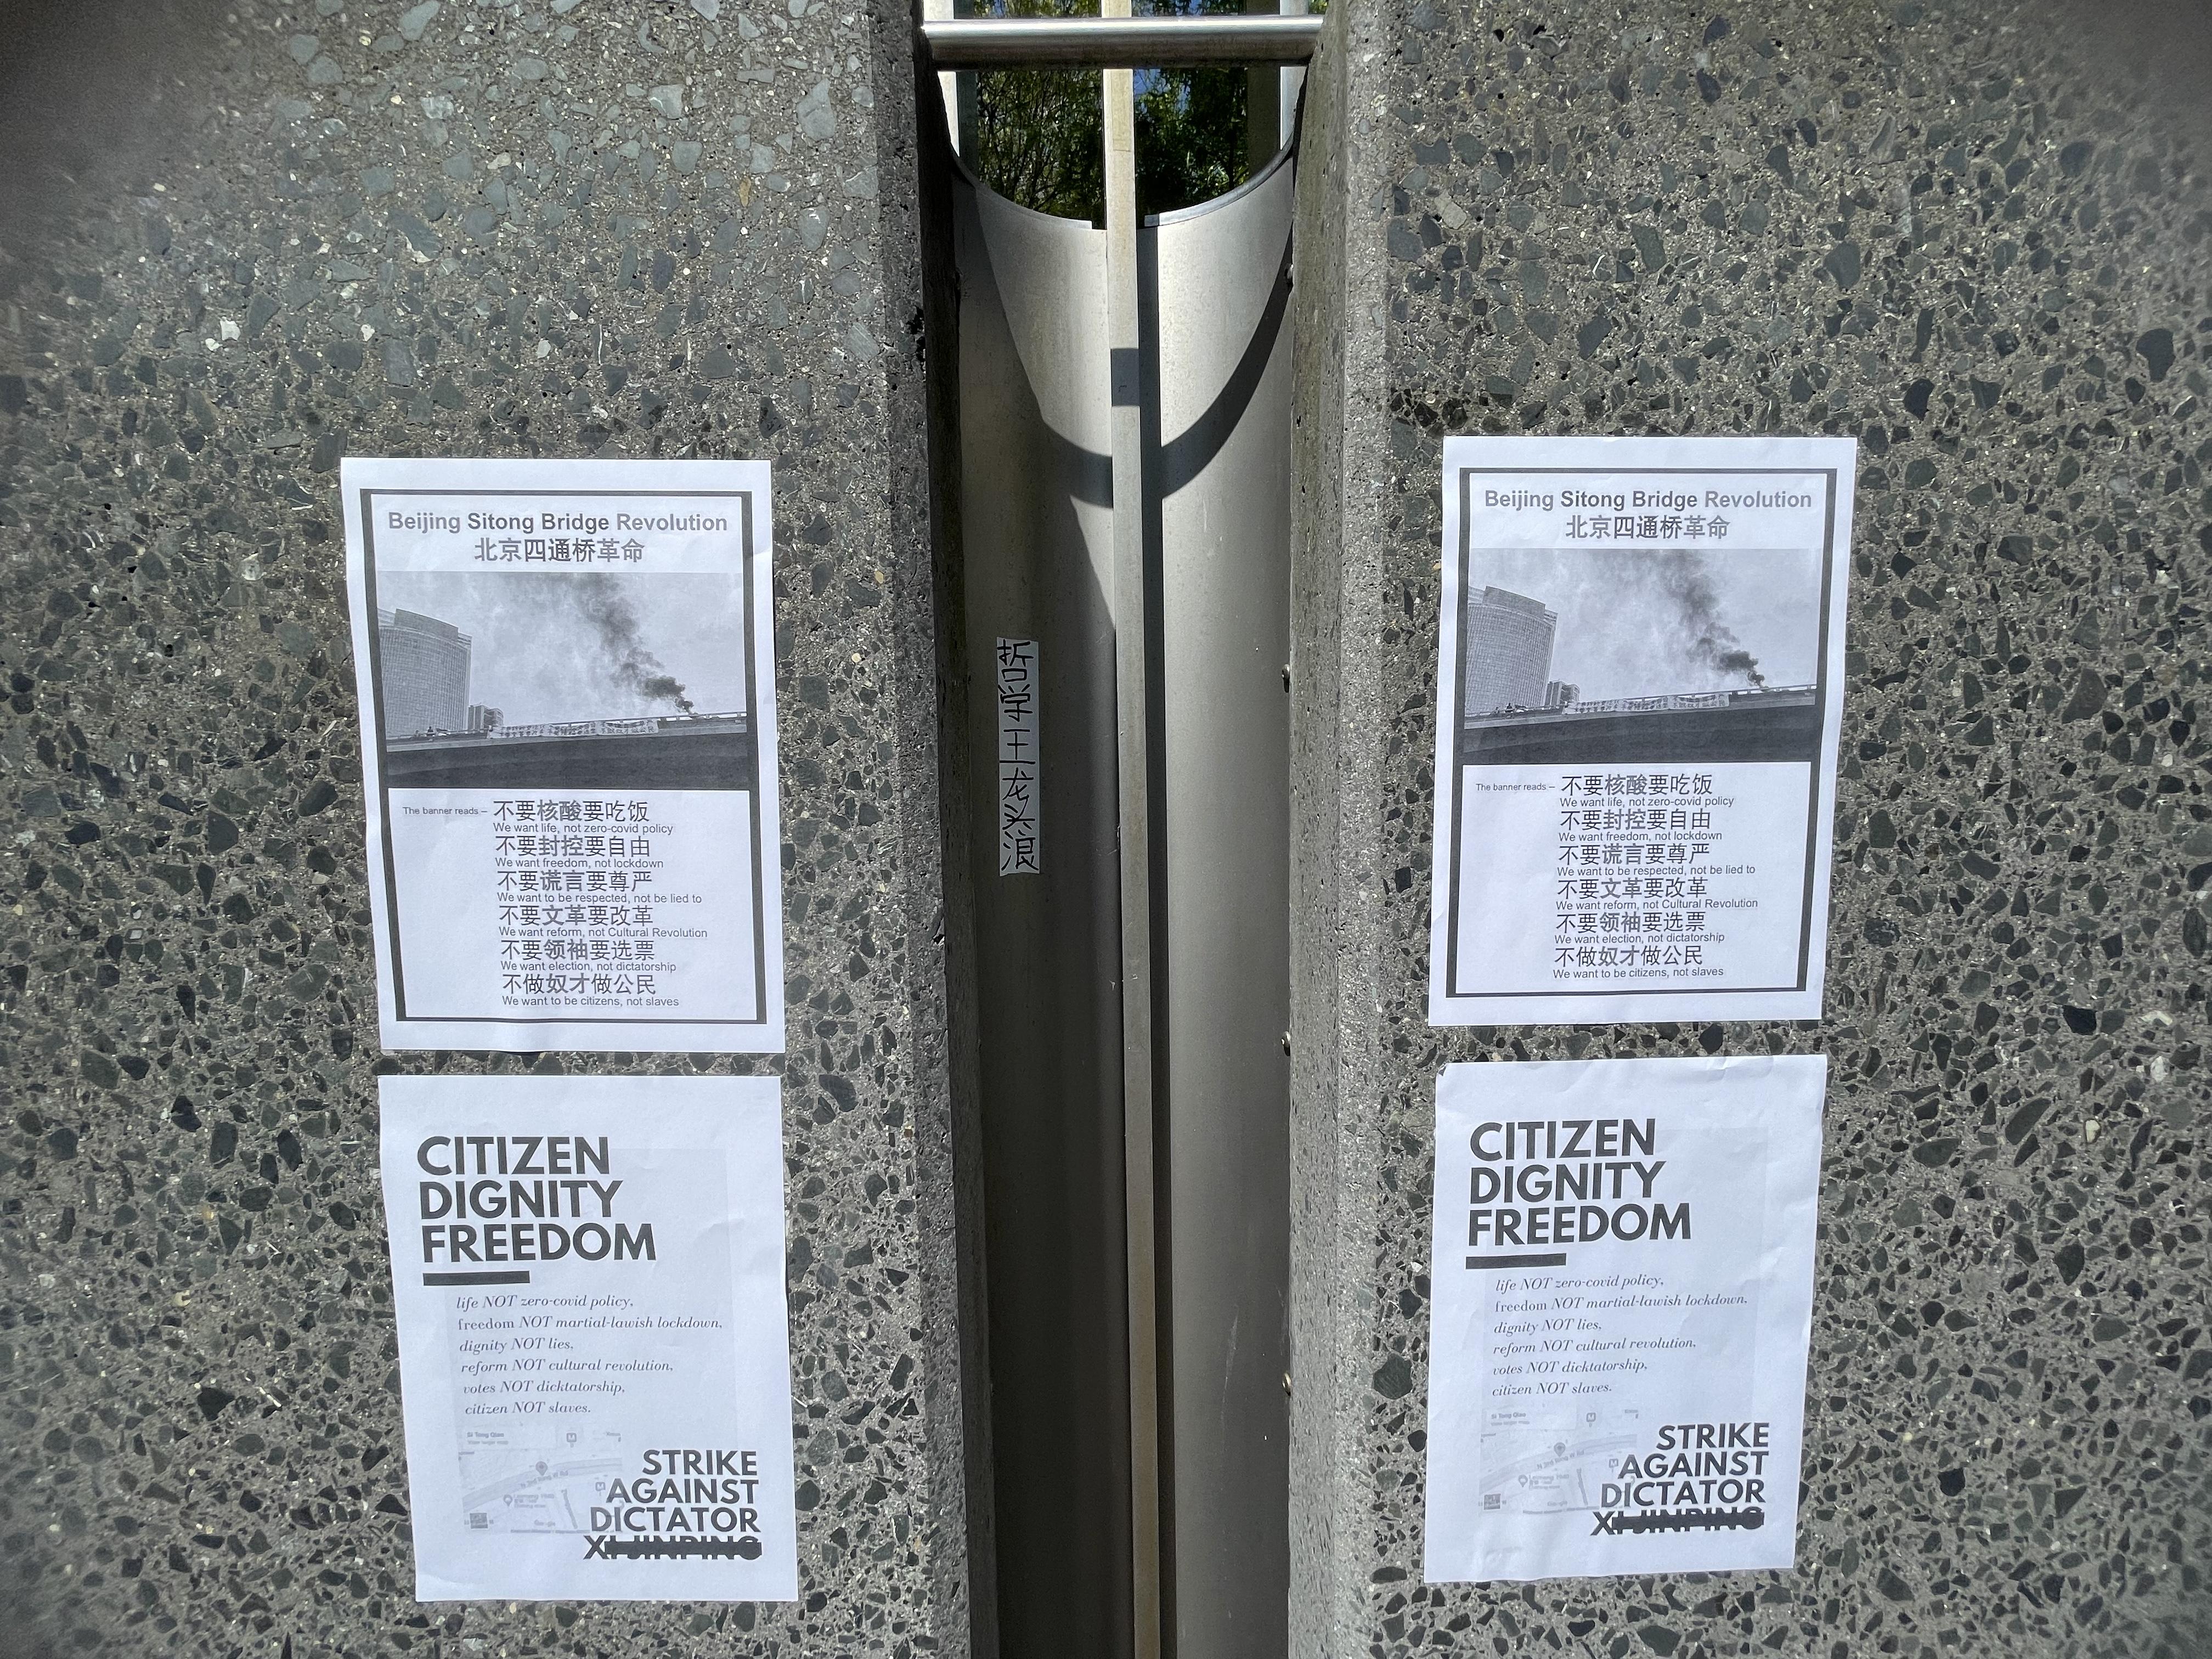 Beijing Sitong Bridge Revolution
北京四通桥革命
The banner reads – 不要核酸要吃饭
We want life, not zero-covid policy
不要封控要自由
We want freedom, not lockdown
不要谎言要尊严
We want to be respected, not be lied to
不要文革要改革
We want reform, not Cultural Revolution
不要领袖要选票
We want election, not dictatorship
不做奴才做公民
We want to be citizens, not slaves
CITIZEN
DIGNITY
FREEDOM
life NOT zero-covid policy,
freedom NOT martial-lawish lockdown,
dignity NOT lies,
reform NOT cultural revolution,
votes NOT dicktatorship,
citizen NOT slaves.
Si Tong Qiao
Google
STRIKE
AGAINST
DICTATOR
XI JINPING
哲学王龙头浪
Beijing Sitong Bridge Revolution
北京四通桥革命
The banner reads – 不要核酸要吃饭
We want life, not zero-covid policy
不要封控要自由
We want freedom, not lockdown
不要谎言要尊严
We want to be respected, not be lied to
不要文革要改革
We want reform, not Cultural Revolution
不要领袖要选票
We want election, not dictatorship
不做奴才做公民
We want to be citizens, not slaves
CITIZEN
DIGNITY
FREEDOM
life NOT zero-covid policy,
freedom NOT martial-lawish lockdown,
dignity NOT lies,
reform NOT cultural revolution,
votes NOT dicktatorship,
citizen NOT slaves.
Si Tong Qiao
STRIKE
AGAINST
DICTATOR
XI JINPING